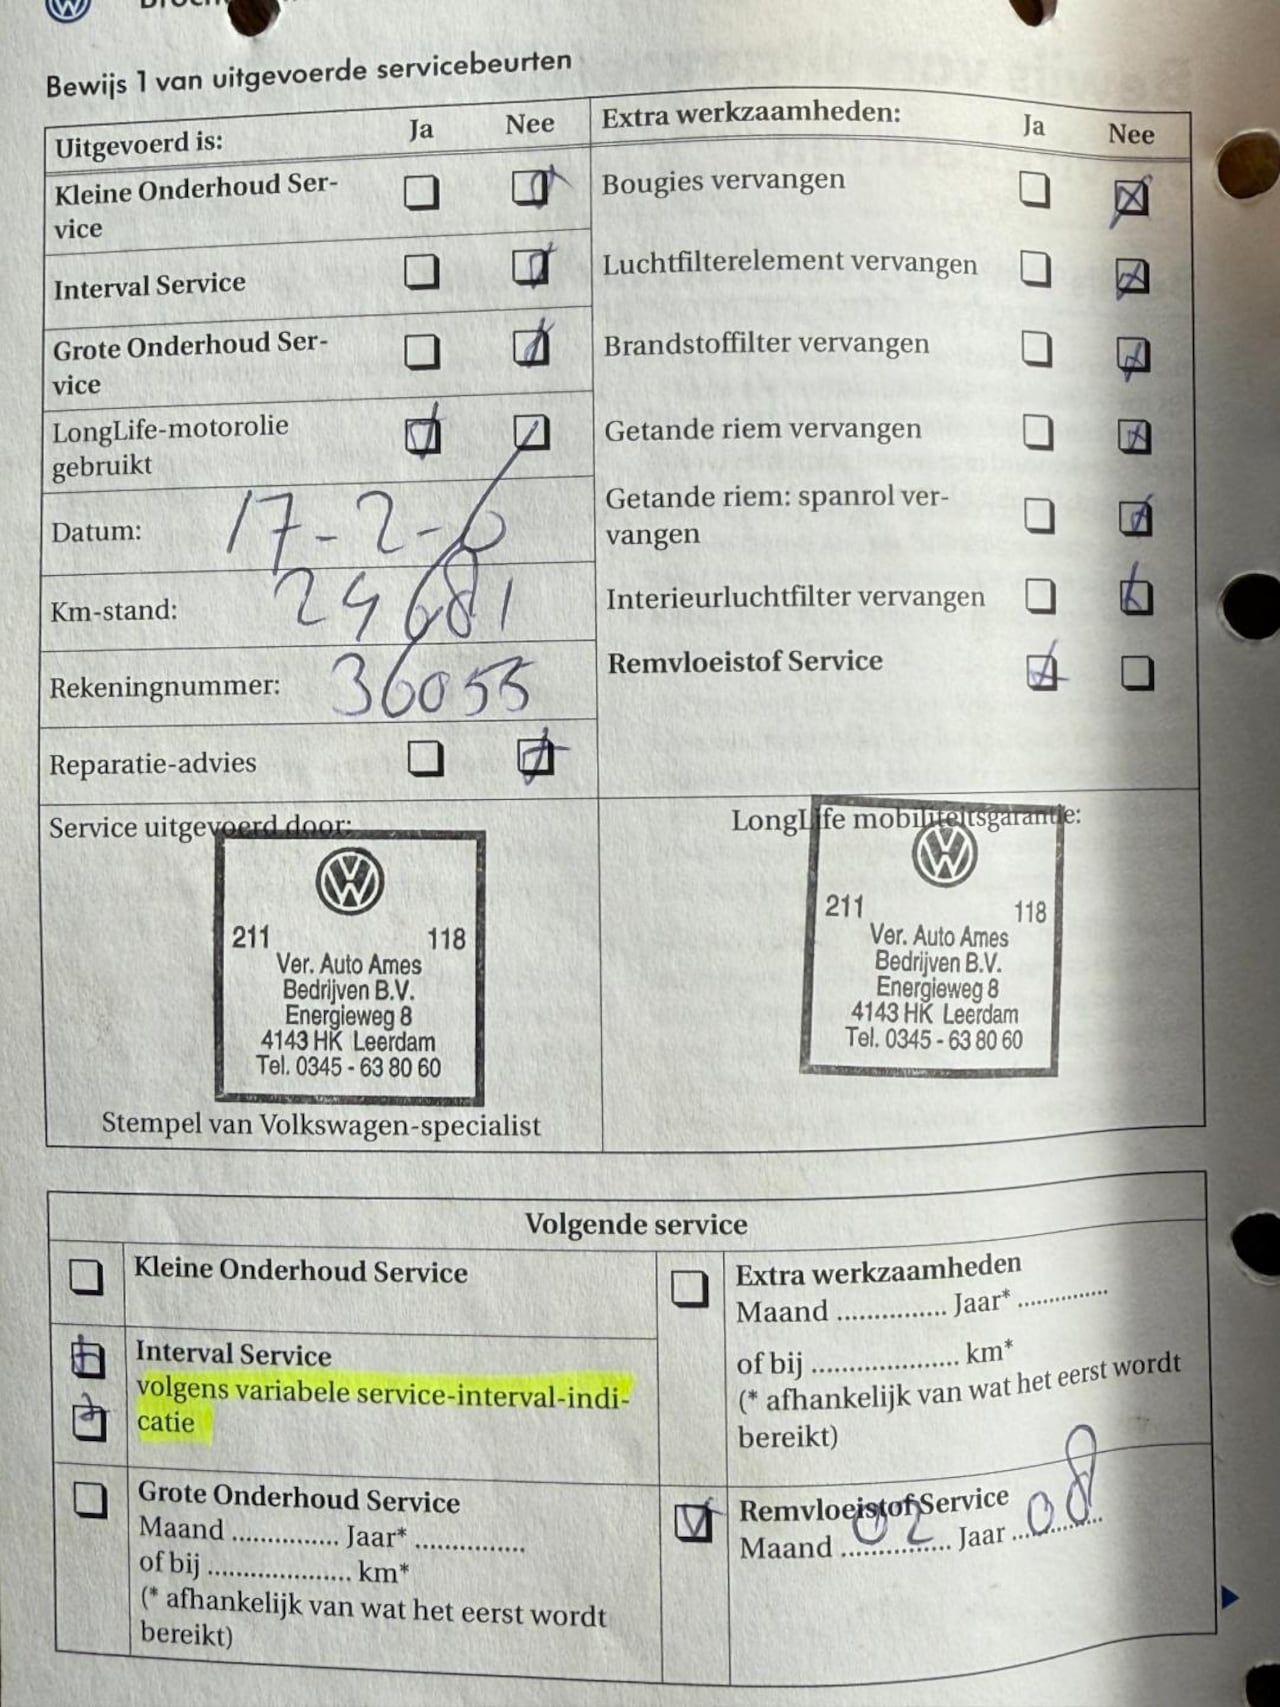 Bewijs 1 van uitgevoerde servicebeurten
Uitgevoerd is: Ja Nee
Kleine Onderhoud Ser-
vice
Interval Service
Grote Onderhoud Ser-
vice
LongLife-motorolie
gebruikt
Datum: 17-2-6
Km-stand: 24681
Rekeningnummer: 36055
Reparatie-advies
Extra werkzaamheden: Ja Nee
Bougies vervangen
Luchtfilterelement vervangen
Brandstoffilter vervangen
Getande riem vervangen
Getande riem: spanrol ver-
vangen
Interieurluchtfilter vervangen
Remvloeistof Service
Service uitgevoerd door:
211 118
Ver. Auto Ames
Bedrijven B.V.
Energieweg 8
4143 HK Leerdam
Tel. 0345 - 63 80 60
Stempel van Volkswagen-specialist
LongLife mobiliteitsgarantie:
211 118
Ver. Auto Ames
Bedrijven B.V.
Energieweg 8
4143 HK Leerdam
Tel. 0345 - 63 80 60
Volgende service
Kleine Onderhoud Service
Interval Service
volgens variabele service-interval-indi-
catie
Grote Onderhoud Service
Maand ............... Jaar* ...............
of bij .................... km*
(* afhankelijk van wat het eerst wordt
bereikt)
Extra werkzaamheden
Maand ............... Jaar* ...............
of bij .................... km*
(* afhankelijk van wat het eerst wordt
bereikt)
Remvloeistof Service
Maand 02 Jaar 08